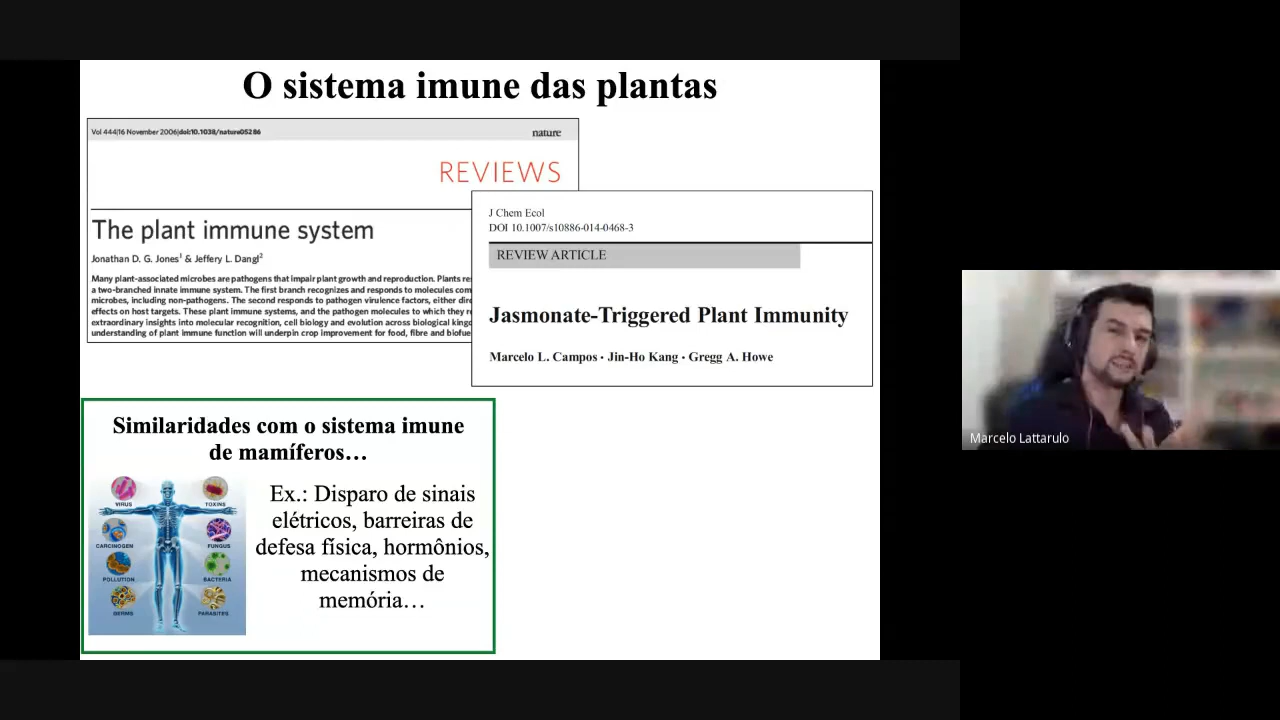 O sistema imune das plantas
Vol 444|16 November 2006|doi:10.1038/nature05286
nature
REVIEWS
The plant immune system
Jonathan D. G. Jones¹ & Jeffery L. Dangl²
Many plant-associated microbes are pathogens that impair plant growth and reproduction. Plants res
a two-branched innate immune system. The first branch recognizes and responds to molecules com
microbes, including non-pathogens. The second responds to pathogen virulence factors, either dire
effects on host targets. These plant immune systems, and the pathogen molecules to which they re
extraordinary insights into molecular recognition, cell biology and evolution across biological kingd
understanding of plant immune function will underpin crop improvement for food, fibre and biofue
J Chem Ecol
DOI 10.1007/s10886-014-0468-3
REVIEW ARTICLE
Jasmonate-Triggered Plant Immunity
Marcelo L. Campos · Jin-Ho Kang · Gregg A. Howe
Similaridades com o sistema imune
de mamíferos…
VIRUS
TOXINS
CARCINOGEN
FUNGUS
POLLUTION
BACTERIA
GERMS
PARASITES
Ex.: Disparo de sinais
elétricos, barreiras de
defesa física, hormônios,
mecanismos de
memória…
Marcelo Lattarulo